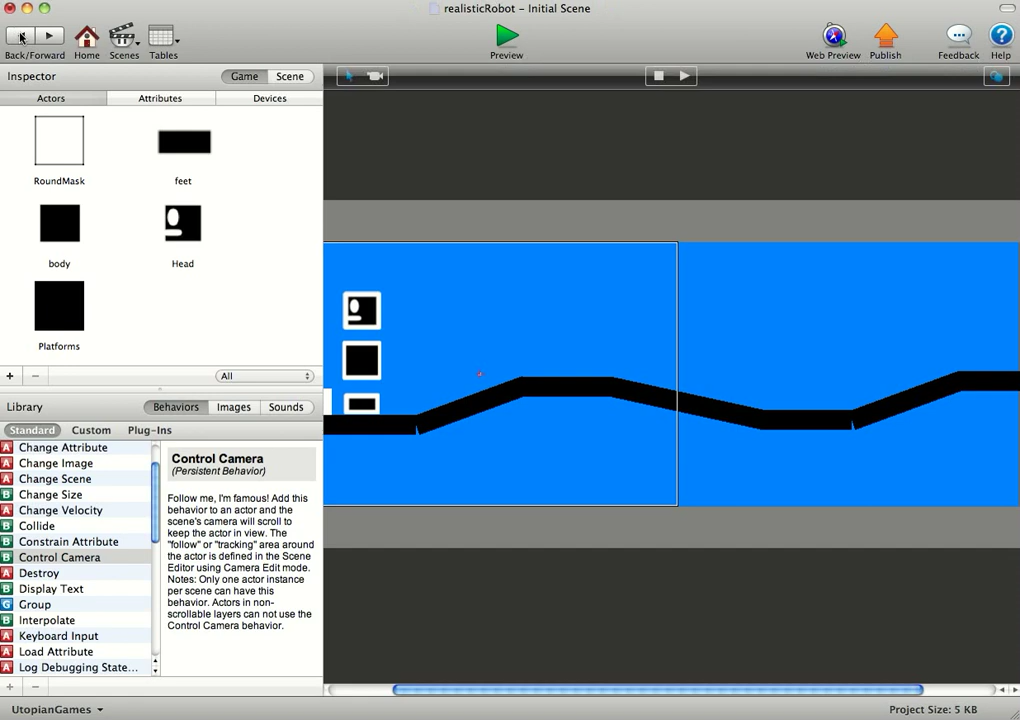 realisticRobot - Initial Scene
Back/Forward Home Scenes Tables Preview Web Preview Publish Feedback Help
Inspector Game Scene
Actors Attributes Devices
RoundMask feet
body Head
Platforms
+ − All
Library Behaviors Images Sounds
Standard Custom Plug-Ins
A Change Attribute
A Change Image
A Change Scene
B Change Size
A Change Velocity
B Collide
B Constrain Attribute
B Control Camera
A Destroy
B Display Text
G Group
B Interpolate
A Keyboard Input
A Load Attribute
A Log Debugging State...
Control Camera
(Persistent Behavior)
Follow me, I'm famous! Add this
behavior to an actor and the
scene's camera will scroll to
keep the actor in view. The
"follow" or "tracking" area around
the actor is defined in the Scene
Editor using Camera Edit mode.
Notes: Only one actor instance
per scene can have this
behavior. Actors in non-
scrollable layers can not use the
Control Camera behavior.
+ −
UtopianGames Project Size: 5 KB